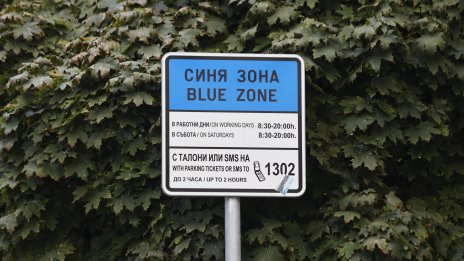 СИНЯ ЗОНА
BLUE ZONE
В РАБОТНИ ДНИ/ON WORKING DAYS 8:30-20:00h.
В СЪБОТА/ON SATURDAYS 8:30-20:00h.
С ТАЛОНИ ИЛИ SMS НА
WITH PARKING TICKETS OR SMS TO 1302
ДО 2 ЧАСА/UP TO 2 HOURS